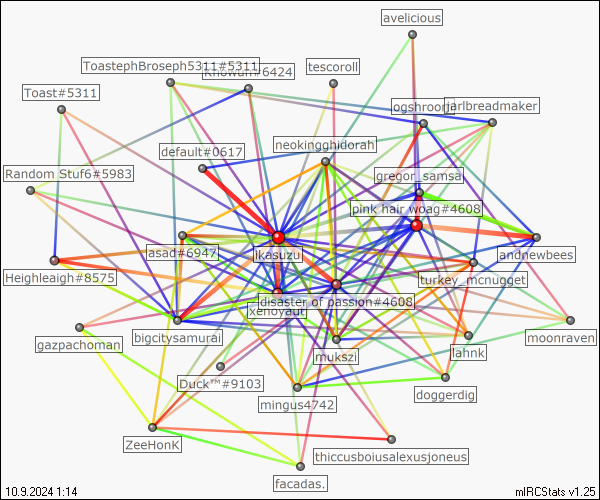 avelicious
TostephBroseph5311#5311
Khowam#6424
tescoroll
Toast#5311
ogshroom
jarlbreadmaker
default#0617
neokingghidorah
Random Stuf6#5983
gregor_samsa
pink hair woag#4608
asad#6947
ikasuzu
andnewbees
Heighleaigh#8575
turkey_mcnugget
disaster of passion#4608
xenoyaut
gazpachoman
bigcitysamurai
mukszi
lahnk
moonraven
Duck™#9103
mingus4742
doggerdig
ZeeHonK
thiccusboiusalexusjoneus
facadas.
10.9.2024 1:14
mIRCStats v1.25